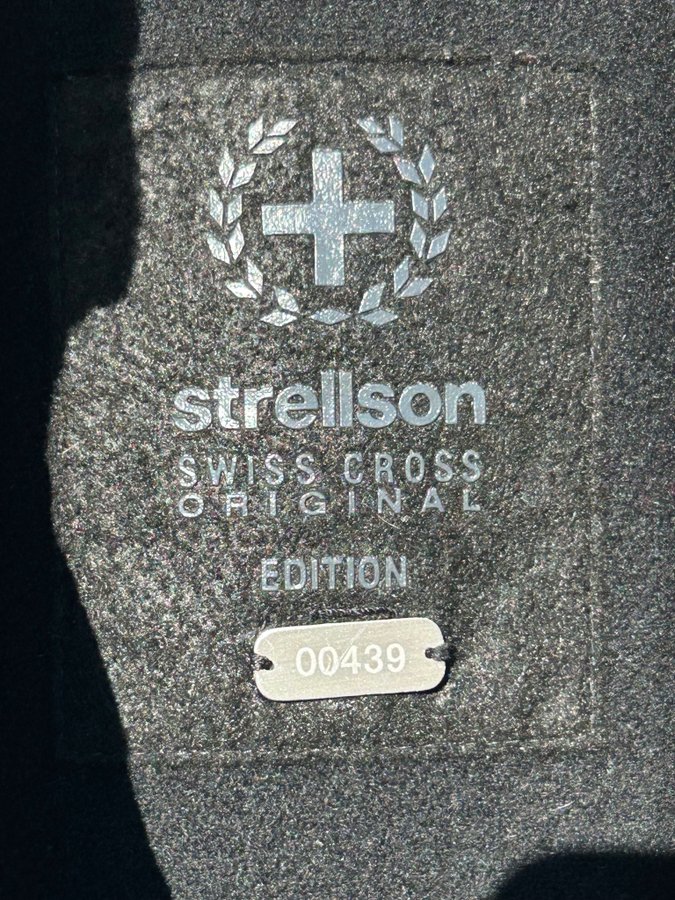 strellson
SWISS CROSS
ORIGINAL
EDITION
00439